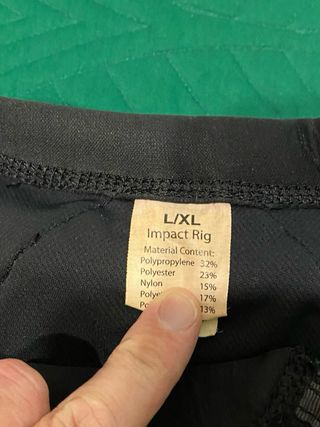 L/XL
Impact Rig
Material Content:
Polypropylene 32%
Polyester 23%
Nylon 15%
17%
13%